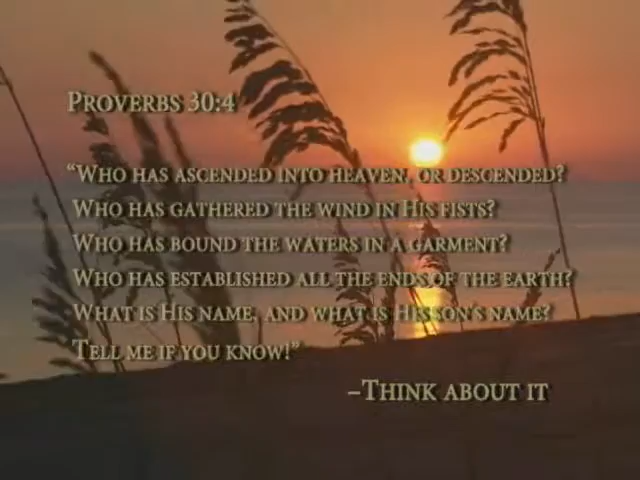 Proverbs 30:4
“Who has ascended into heaven, or descended?
Who has gathered the wind in His fists?
Who has bound the waters in a garment?
Who has established all the ends of the earth?
What is His name, and what is His son's name?
Tell me if you know!”
–Think about it